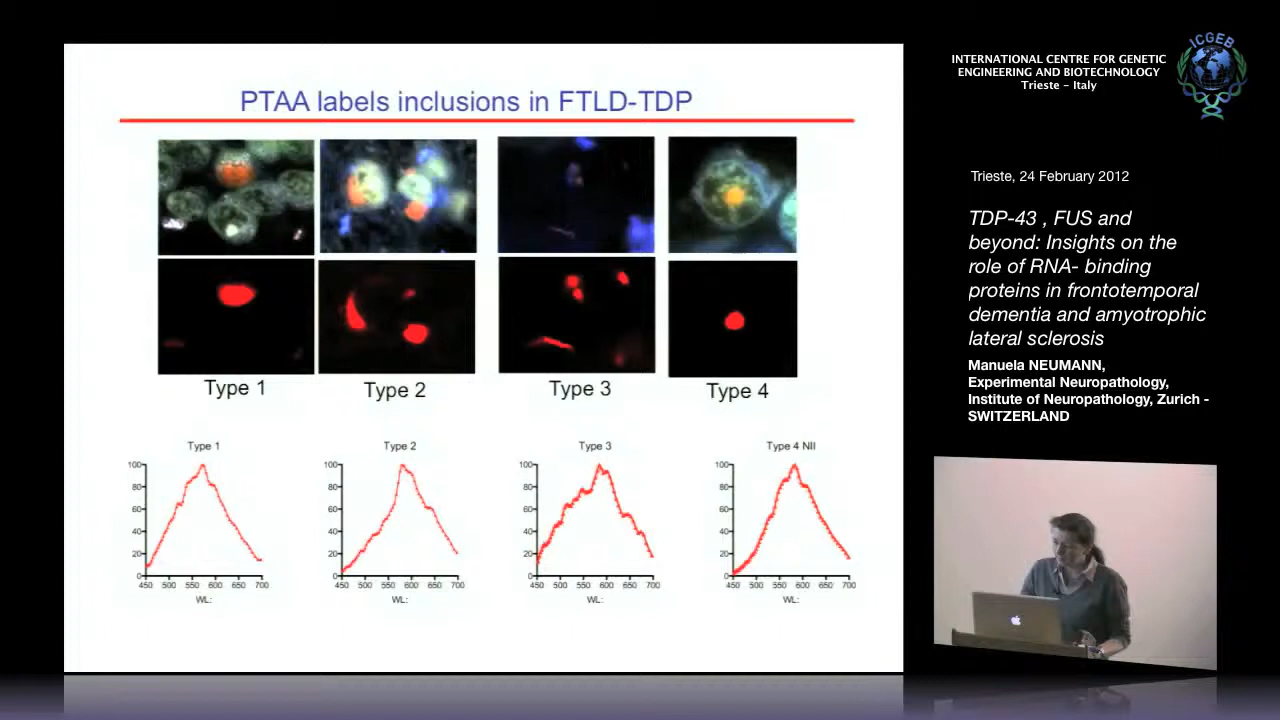 PTAA labels inclusions in FTLD-TDP
Type 1
Type 2
Type 3
Type 4
Type 1
100
80
60
40
20
0
450 500 550 600 650 700
WL:
Type 2
100
80
60
40
20
0
450 500 550 600 650 700
WL:
Type 3
100
80
60
40
20
0
450 500 550 600 650 700
WL:
Type 4 NII
100
80
60
40
20
0
450 500 550 600 650 700
WL:
INTERNATIONAL CENTRE FOR GENETIC
ENGINEERING AND BIOTECHNOLOGY
Trieste - Italy
ICGEB
Trieste, 24 February 2012
TDP-43 , FUS and
beyond: Insights on the
role of RNA- binding
proteins in frontotemporal
dementia and amyotrophic
lateral sclerosis
Manuela NEUMANN,
Experimental Neuropathology,
Institute of Neuropathology, Zurich -
SWITZERLAND